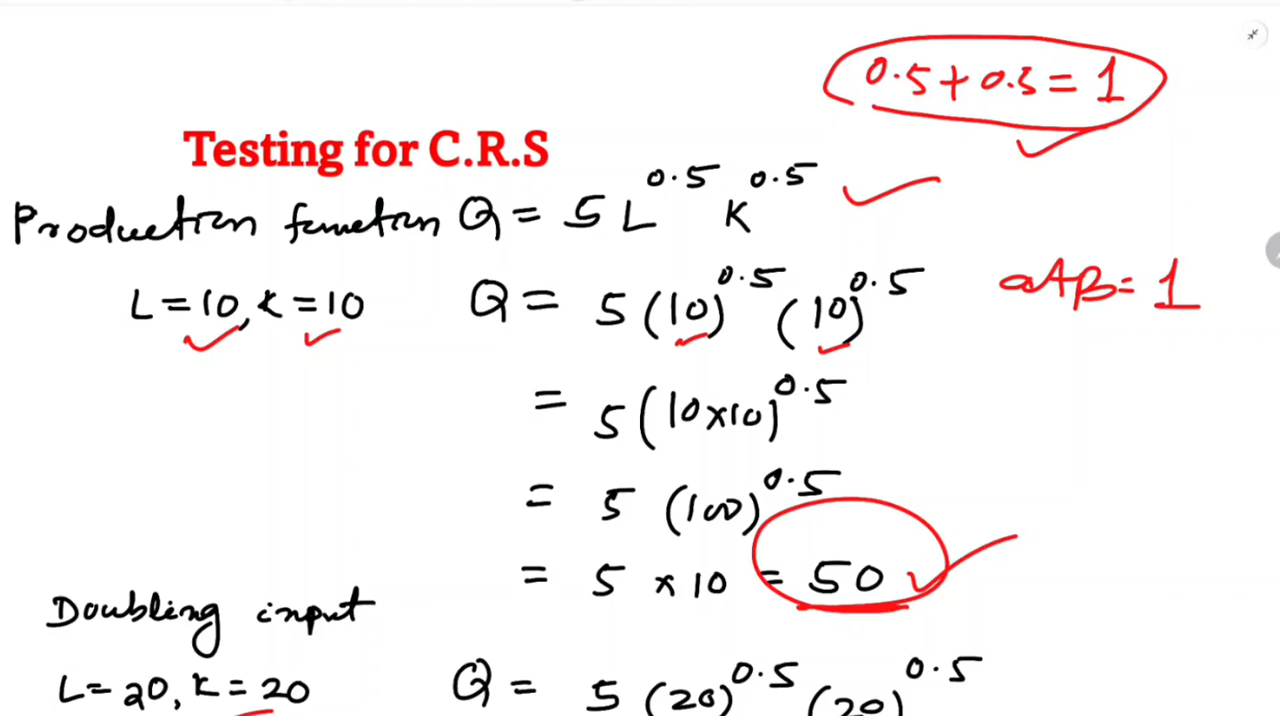 0.5 + 0.5 = 1
Testing for C.R.S
Production function Q = 5 L^0.5 K^0.5
L = 10, K = 10 Q = 5 (10)^0.5 (10)^0.5
α+β = 1
= 5 (10×10)^0.5
= 5 (100)^0.5
= 5 × 10 = 50
Doubling input
L = 20, K = 20 Q = 5 (20)^0.5 (20)^0.5